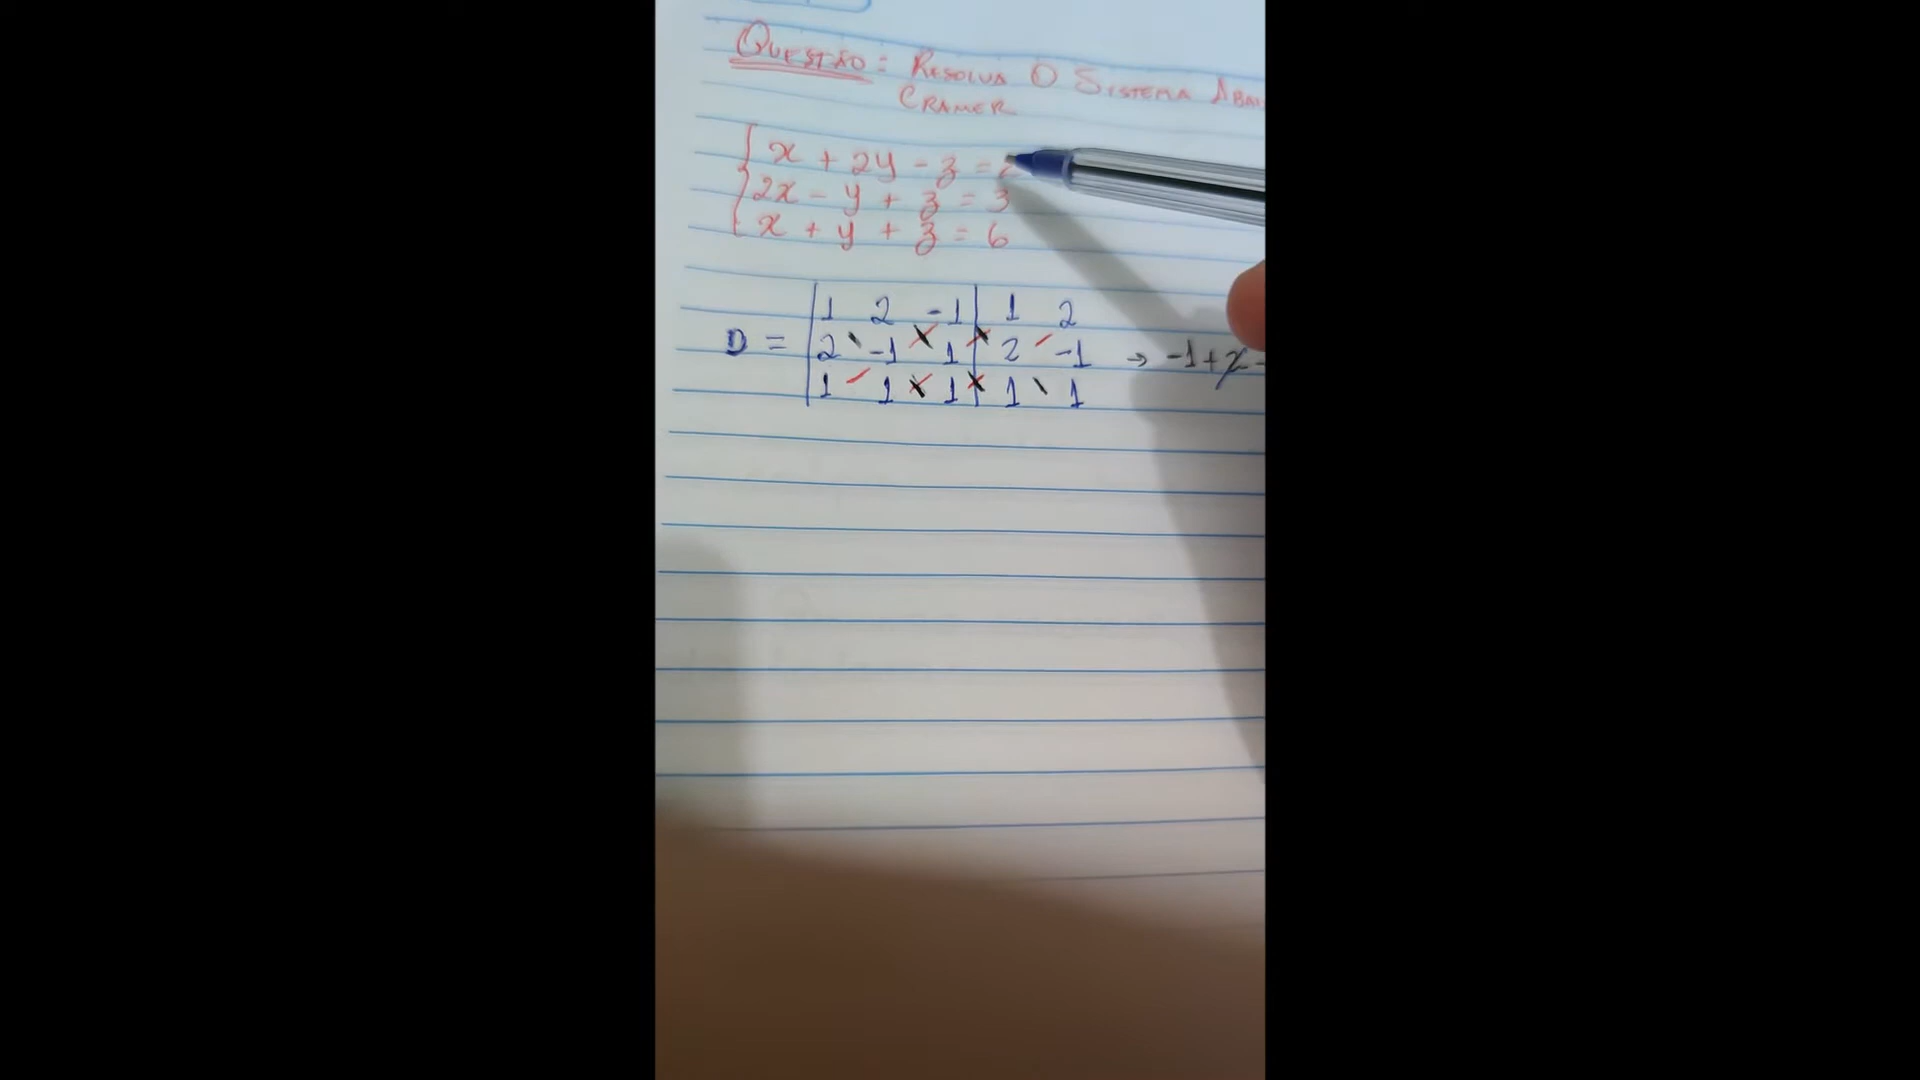 QUESTÃO: RESOLVA O SISTEMA
CRAMER
x + 2y - z =
2x - y + z = 3
x + y + z = 6
1 2 -1 1 2
D = 2 -1 1 2 -1 → -1 + 2 -
1 1 1 1 1